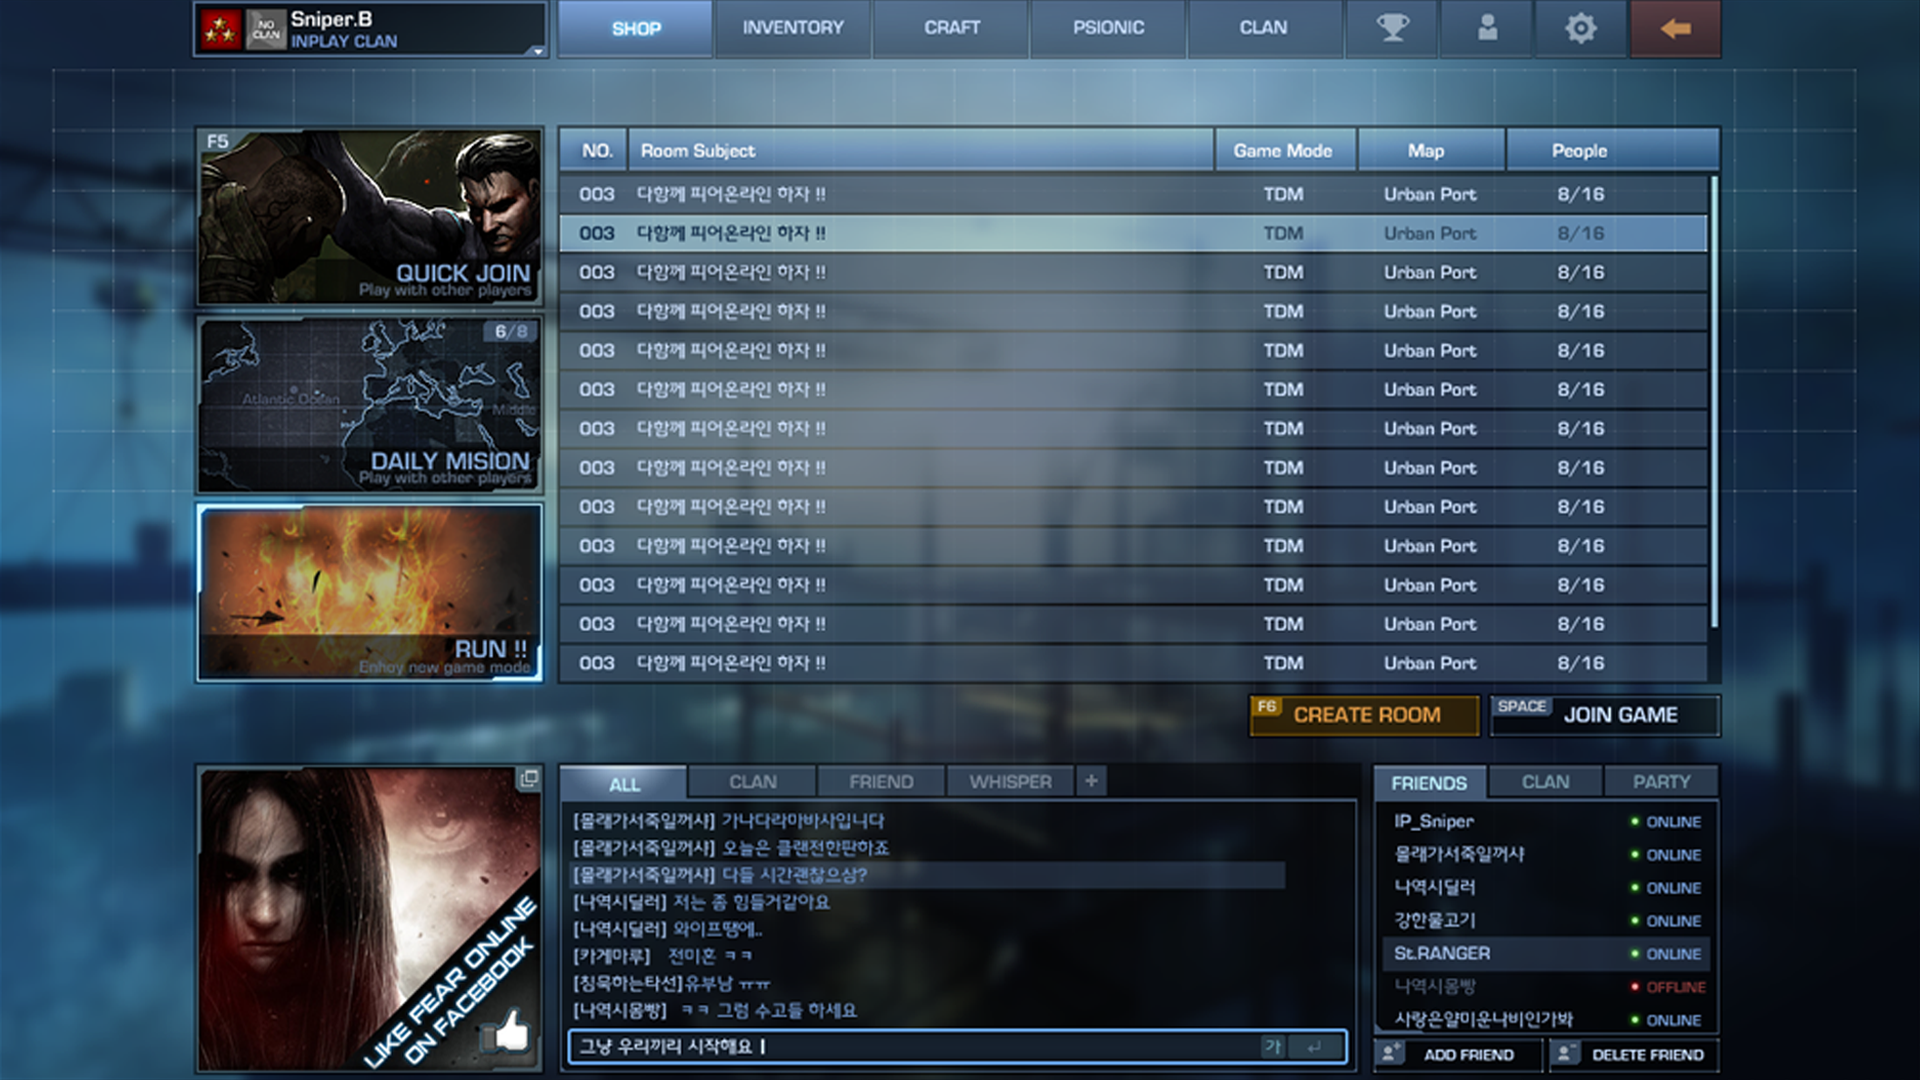 Sniper.B
NO CLAN
INPLAY CLAN
SHOP
INVENTORY
CRAFT
PSIONIC
CLAN
F5
QUICK JOIN
Play with other players
6/8
Atlantic Ocean
Middle
DAILY MISION
Play with other players
RUN !!
Enhoy new game mode
NO. Room Subject Game Mode Map People
003 다함께 피어온라인 하자 !! TDM Urban Port 8/16
003 다함께 피어온라인 하자 !! TDM Urban Port 8/16
003 다함께 피어온라인 하자 !! TDM Urban Port 8/16
003 다함께 피어온라인 하자 !! TDM Urban Port 8/16
003 다함께 피어온라인 하자 !! TDM Urban Port 8/16
003 다함께 피어온라인 하자 !! TDM Urban Port 8/16
003 다함께 피어온라인 하자 !! TDM Urban Port 8/16
003 다함께 피어온라인 하자 !! TDM Urban Port 8/16
003 다함께 피어온라인 하자 !! TDM Urban Port 8/16
003 다함께 피어온라인 하자 !! TDM Urban Port 8/16
003 다함께 피어온라인 하자 !! TDM Urban Port 8/16
003 다함께 피어온라인 하자 !! TDM Urban Port 8/16
003 다함께 피어온라인 하자 !! TDM Urban Port 8/16
F6 CREATE ROOM
SPACE JOIN GAME
LIKE FEAR ONLINE
ON FACEBOOK
ALL CLAN FRIEND WHISPER +
[몰래가서죽일꺼샤] 가나다라마바사입니다
[몰래가서죽일꺼샤] 오늘은 클랜전한판하죠
[몰래가서죽일꺼샤] 다들 시간괜찮으삼?
[나역시딜러] 저는 좀 힘들거같아요
[나역시딜러] 와이프땜에..
[카게마루] 전미혼 ㅋㅋ
[침묵하는타선]유부남 ㅠㅠ
[나역시몸빵] ㅋㅋ 그럼 수고들 하세요
그냥 우리끼리 시작해요
가
FRIENDS CLAN PARTY
IP_Sniper ONLINE
몰래가서죽일꺼샤 ONLINE
나역시딜러 ONLINE
강한물고기 ONLINE
St.RANGER ONLINE
나역시몸빵 OFFLINE
사랑은얄미운나비인가봐 ONLINE
ADD FRIEND
DELETE FRIEND